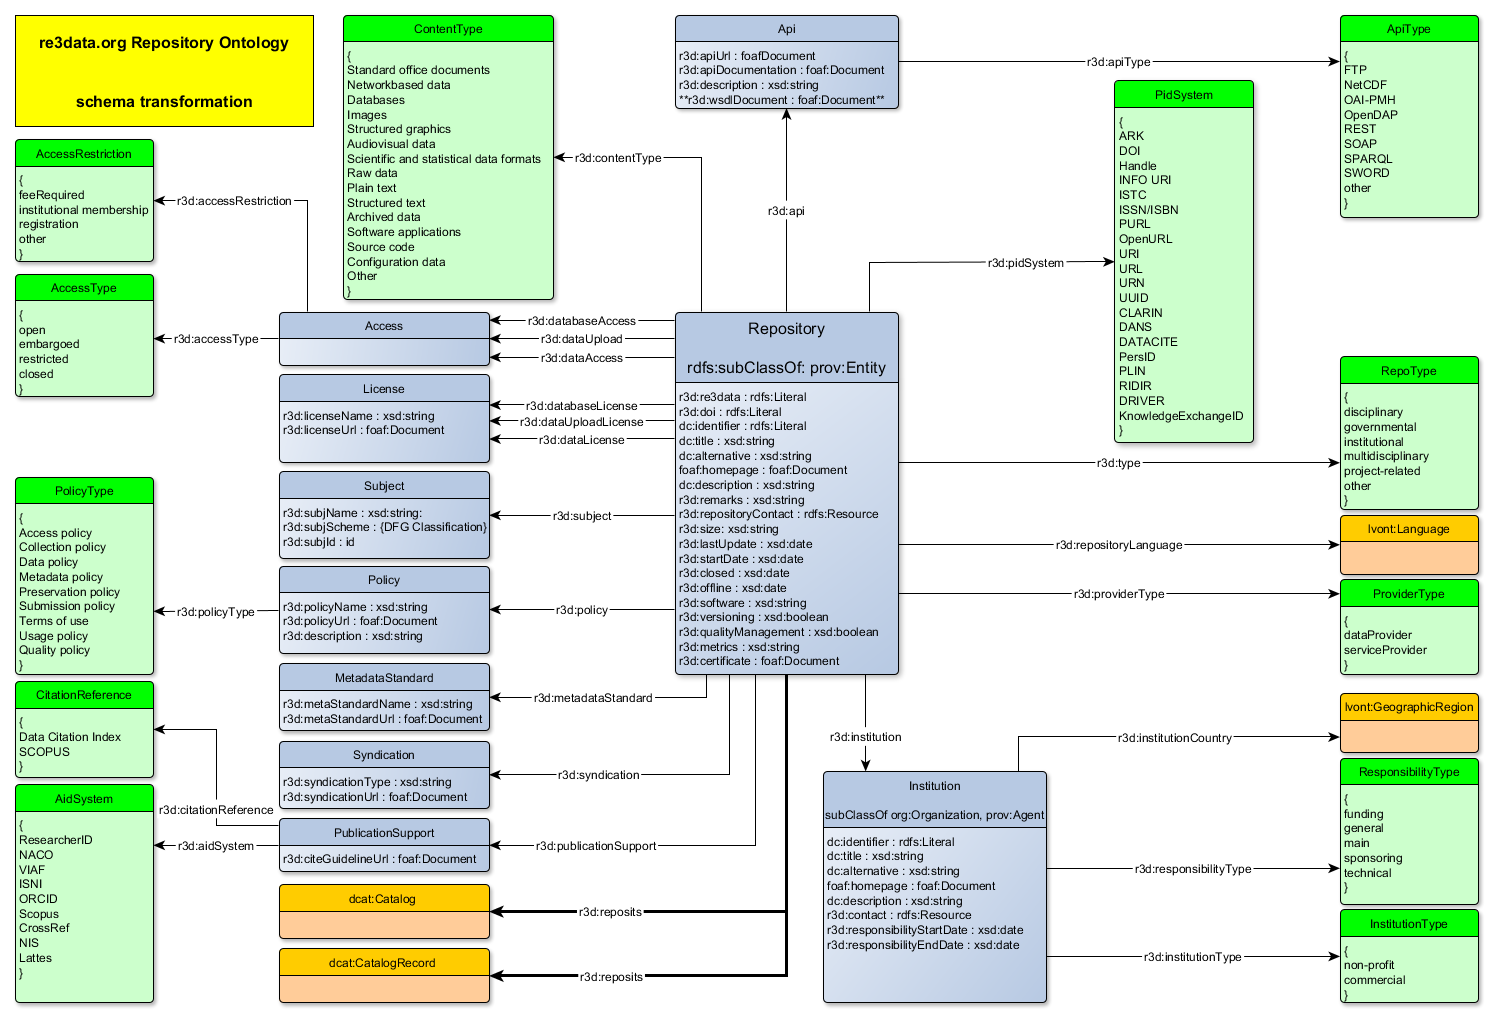 re3data.org Repository Ontology
schema transformation
ContentType
{
Standard office documents
Networkbased data
Databases
Images
Structured graphics
Audiovisual data
Scientific and statistical data formats
Raw data
Plain text
Structured text
Archived data
Software applications
Source code
Configuration data
Other
}
Api
r3d:apiUrl : foafDocument
r3d:apiDocumentation : foaf:Document
r3d:description : xsd:string
**r3d:wsdlDocument : foaf:Document**
r3d:apiType
ApiType
{
FTP
NetCDF
OAI-PMH
OpenDAP
REST
SOAP
SPARQL
SWORD
other
}
PidSystem
{
ARK
DOI
Handle
INFO URI
ISTC
ISSN/ISBN
PURL
OpenURL
URI
URL
URN
UUID
CLARIN
DANS
DATACITE
PersID
PLIN
RIDIR
DRIVER
KnowledgeExchangeID
}
AccessRestriction
{
feeRequired
institutional membership
registration
other
}
r3d:accessRestriction
r3d:contentType
r3d:api
r3d:pidSystem
AccessType
{
open
embargoed
restricted
closed
}
r3d:accessType
Access
r3d:databaseAccess
r3d:dataUpload
r3d:dataAccess
Repository
rdfs:subClassOf: prov:Entity
r3d:re3data : rdfs:Literal
r3d:doi : rdfs:Literal
dc:identifier : rdfs:Literal
dc:title : xsd:string
dc:alternative : xsd:string
foaf:homepage : foaf:Document
dc:description : xsd:string
r3d:remarks : xsd:string
r3d:repositoryContact : rdfs:Resource
r3d:size: xsd:string
r3d:lastUpdate : xsd:date
r3d:startDate : xsd:date
r3d:closed : xsd:date
r3d:offline : xsd:date
r3d:software : xsd:string
r3d:versioning : xsd:boolean
r3d:qualityManagement : xsd:boolean
r3d:metrics : xsd:string
r3d:certificate : foaf:Document
License
r3d:licenseName : xsd:string
r3d:licenseUrl : foaf:Document
r3d:databaseLicense
r3d:dataUploadLicense
r3d:dataLicense
RepoType
{
disciplinary
governmental
institutional
multidisciplinary
project-related
other
}
r3d:type
Subject
r3d:subjName : xsd:string:
r3d:subjScheme : {DFG Classification}
r3d:subjId : id
r3d:subject
PolicyType
{
Access policy
Collection policy
Data policy
Metadata policy
Preservation policy
Submission policy
Terms of use
Usage policy
Quality policy
}
r3d:policyType
Policy
r3d:policyName : xsd:string
r3d:policyUrl : foaf:Document
r3d:description : xsd:string
r3d:policy
lvont:Language
r3d:repositoryLanguage
r3d:providerType
ProviderType
{
dataProvider
serviceProvider
}
MetadataStandard
r3d:metaStandardName : xsd:string
r3d:metaStandardUrl : foaf:Document
r3d:metadataStandard
CitationReference
{
Data Citation Index
SCOPUS
}
Syndication
r3d:syndicationType : xsd:string
r3d:syndicationUrl : foaf:Document
r3d:syndication
r3d:institution
lvont:GeographicRegion
r3d:institutionCountry
AidSystem
{
ResearcherID
NACO
VIAF
ISNI
ORCID
Scopus
CrossRef
NIS
Lattes
}
r3d:citationReference
r3d:aidSystem
PublicationSupport
r3d:citeGuidelineUrl : foaf:Document
r3d:publicationSupport
Institution
subClassOf org:Organization, prov:Agent
dc:identifier : rdfs:Literal
dc:title : xsd:string
dc:alternative : xsd:string
foaf:homepage : foaf:Document
dc:description : xsd:string
r3d:contact : rdfs:Resource
r3d:responsibilityStartDate : xsd:date
r3d:responsibilityEndDate : xsd:date
ResponsibilityType
{
funding
general
main
sponsoring
technical
}
r3d:responsibilityType
dcat:Catalog
r3d:reposits
dcat:CatalogRecord
r3d:reposits
r3d:institutionType
InstitutionType
{
non-profit
commercial
}